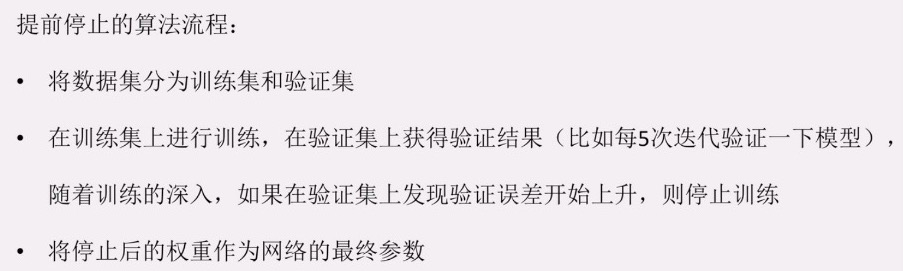 提前停止的算法流程：
• 将数据集分为训练集和验证集
• 在训练集上进行训练，在验证集上获得验证结果（比如每5次迭代验证一下模型），
随着训练的深入，如果在验证集上发现验证误差开始上升，则停止训练
• 将停止后的权重作为网络的最终参数